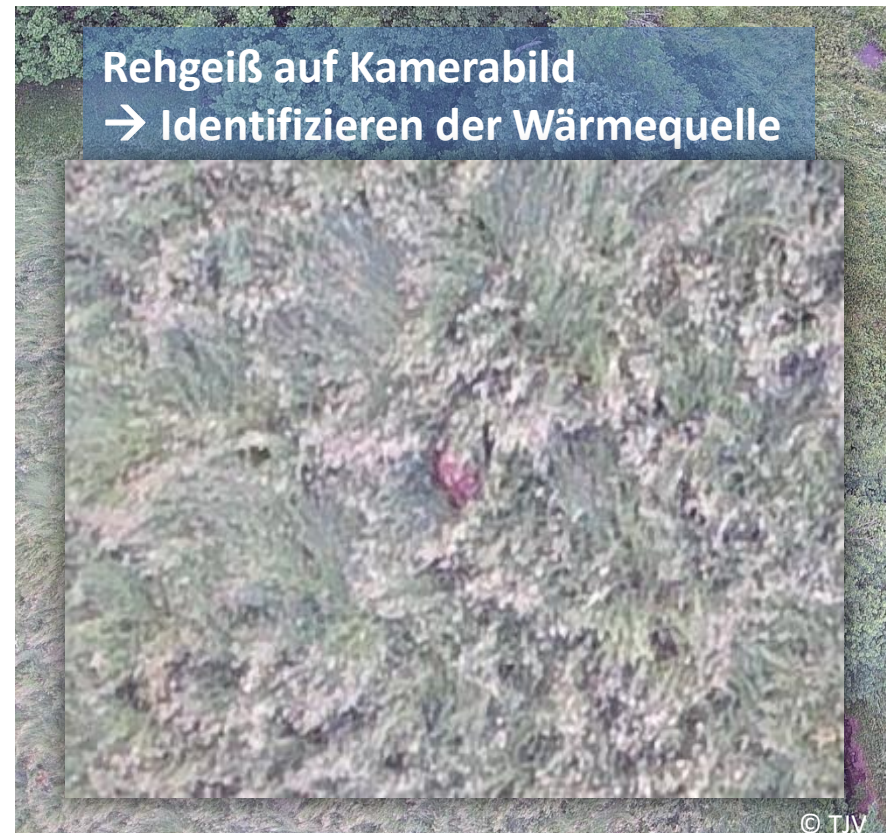 Rehgeiß auf Kamerabild
→ Identifizieren der Wärmequelle
© TJV